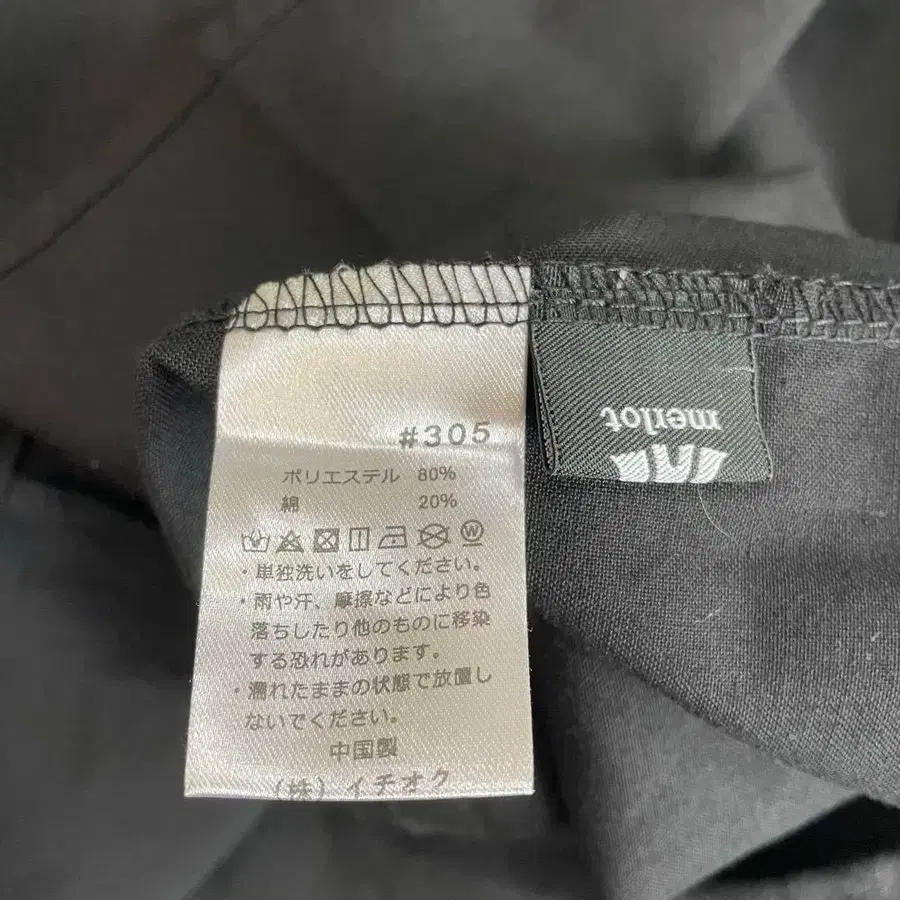 #305
ポリエステル 80%
綿 20%
・単独洗いをしてください。
・雨や汗、摩擦などにより色
落ちしたり他のものに移染
する恐れがあります。
・濡れたままの状態で放置し
ないでください。
中国製
(株)イチオク
merlot